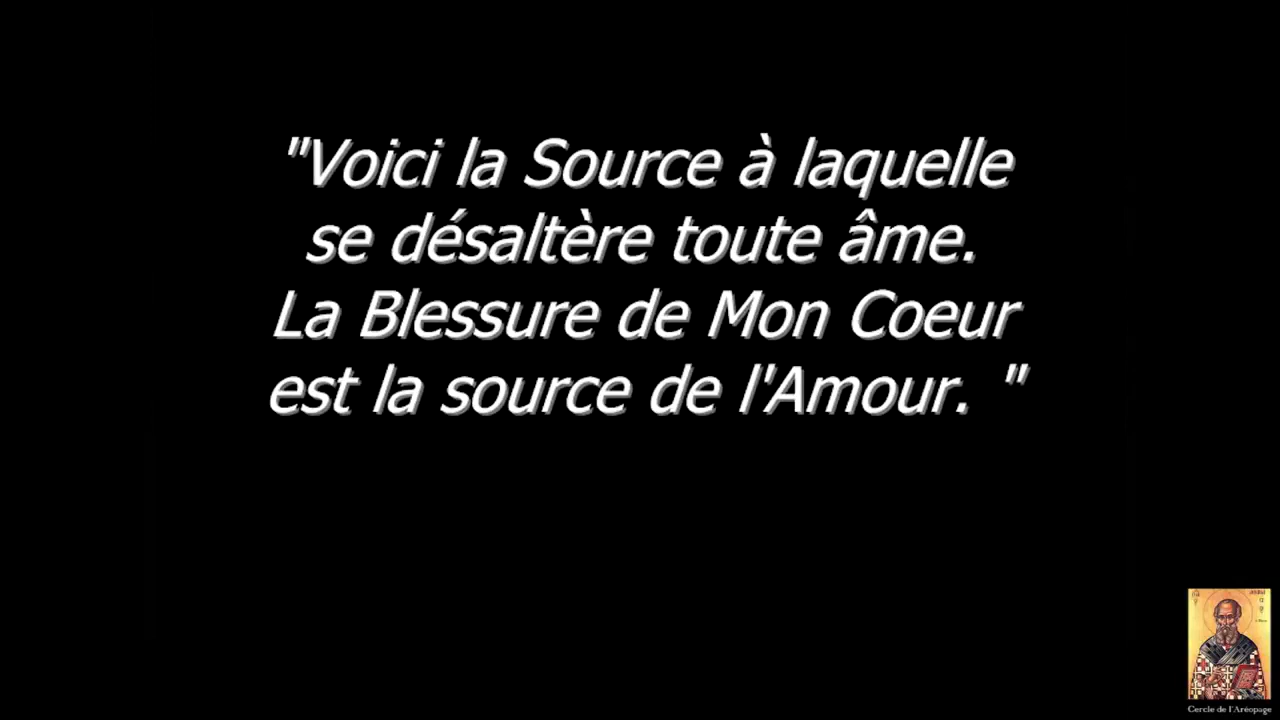 "Voici la Source à laquelle
se désaltère toute âme.
La Blessure de Mon Coeur
est la source de l'Amour. "
Cercle de l'Aréopage